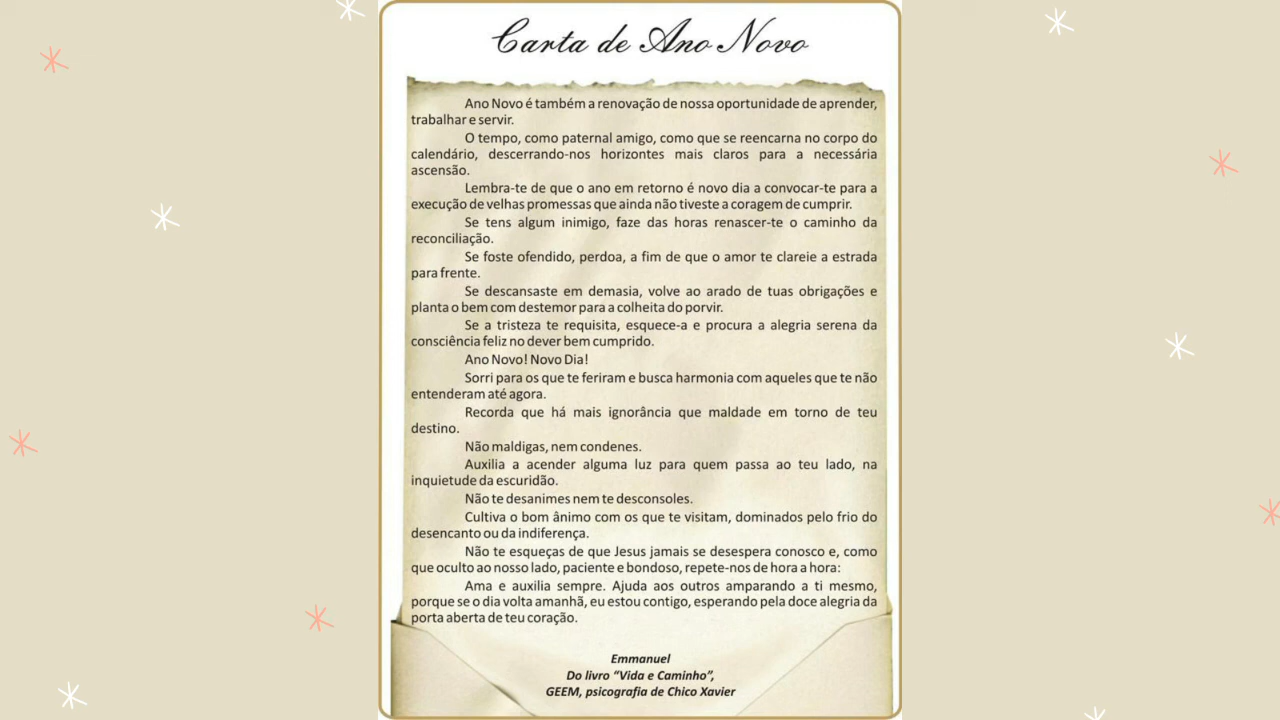 Carta de Ano Novo
Ano Novo é também a renovação de nossa oportunidade de aprender,
trabalhar e servir.
O tempo, como paternal amigo, como que se reencarna no corpo do
calendário, descerrando-nos horizontes mais claros para a necessária
ascensão.
Lembra-te de que o ano em retorno é novo dia a convocar-te para a
execução de velhas promessas que ainda não tiveste a coragem de cumprir.
Se tens algum inimigo, faze das horas renascer-te o caminho da
reconciliação.
Se foste ofendido, perdoa, a fim de que o amor te clareie a estrada
para frente.
Se descansaste em demasia, volve ao arado de tuas obrigações e
planta o bem com destemor para a colheita do porvir.
Se a tristeza te requisita, esquece-a e procura a alegria serena da
consciência feliz no dever bem cumprido.
Ano Novo! Novo Dia!
Sorri para os que te feriram e busca harmonia com aqueles que te não
entenderam até agora.
Recorda que há mais ignorância que maldade em torno de teu
destino.
Não maldigas, nem condenes.
Auxilia a acender alguma luz para quem passa ao teu lado, na
inquietude da escuridão.
Não te desanimes nem te desconsoles.
Cultiva o bom ânimo com os que te visitam, dominados pelo frio do
desencanto ou da indiferença.
Não te esqueças de que Jesus jamais se desespera conosco e, como
que oculto ao nosso lado, paciente e bondoso, repete-nos de hora a hora:
Ama e auxilia sempre. Ajuda aos outros amparando a ti mesmo,
porque se o dia volta amanhã, eu estou contigo, esperando pela doce alegria da
porta aberta de teu coração.
Emmanuel
Do livro “Vida e Caminho”,
GEEM, psicografia de Chico Xavier